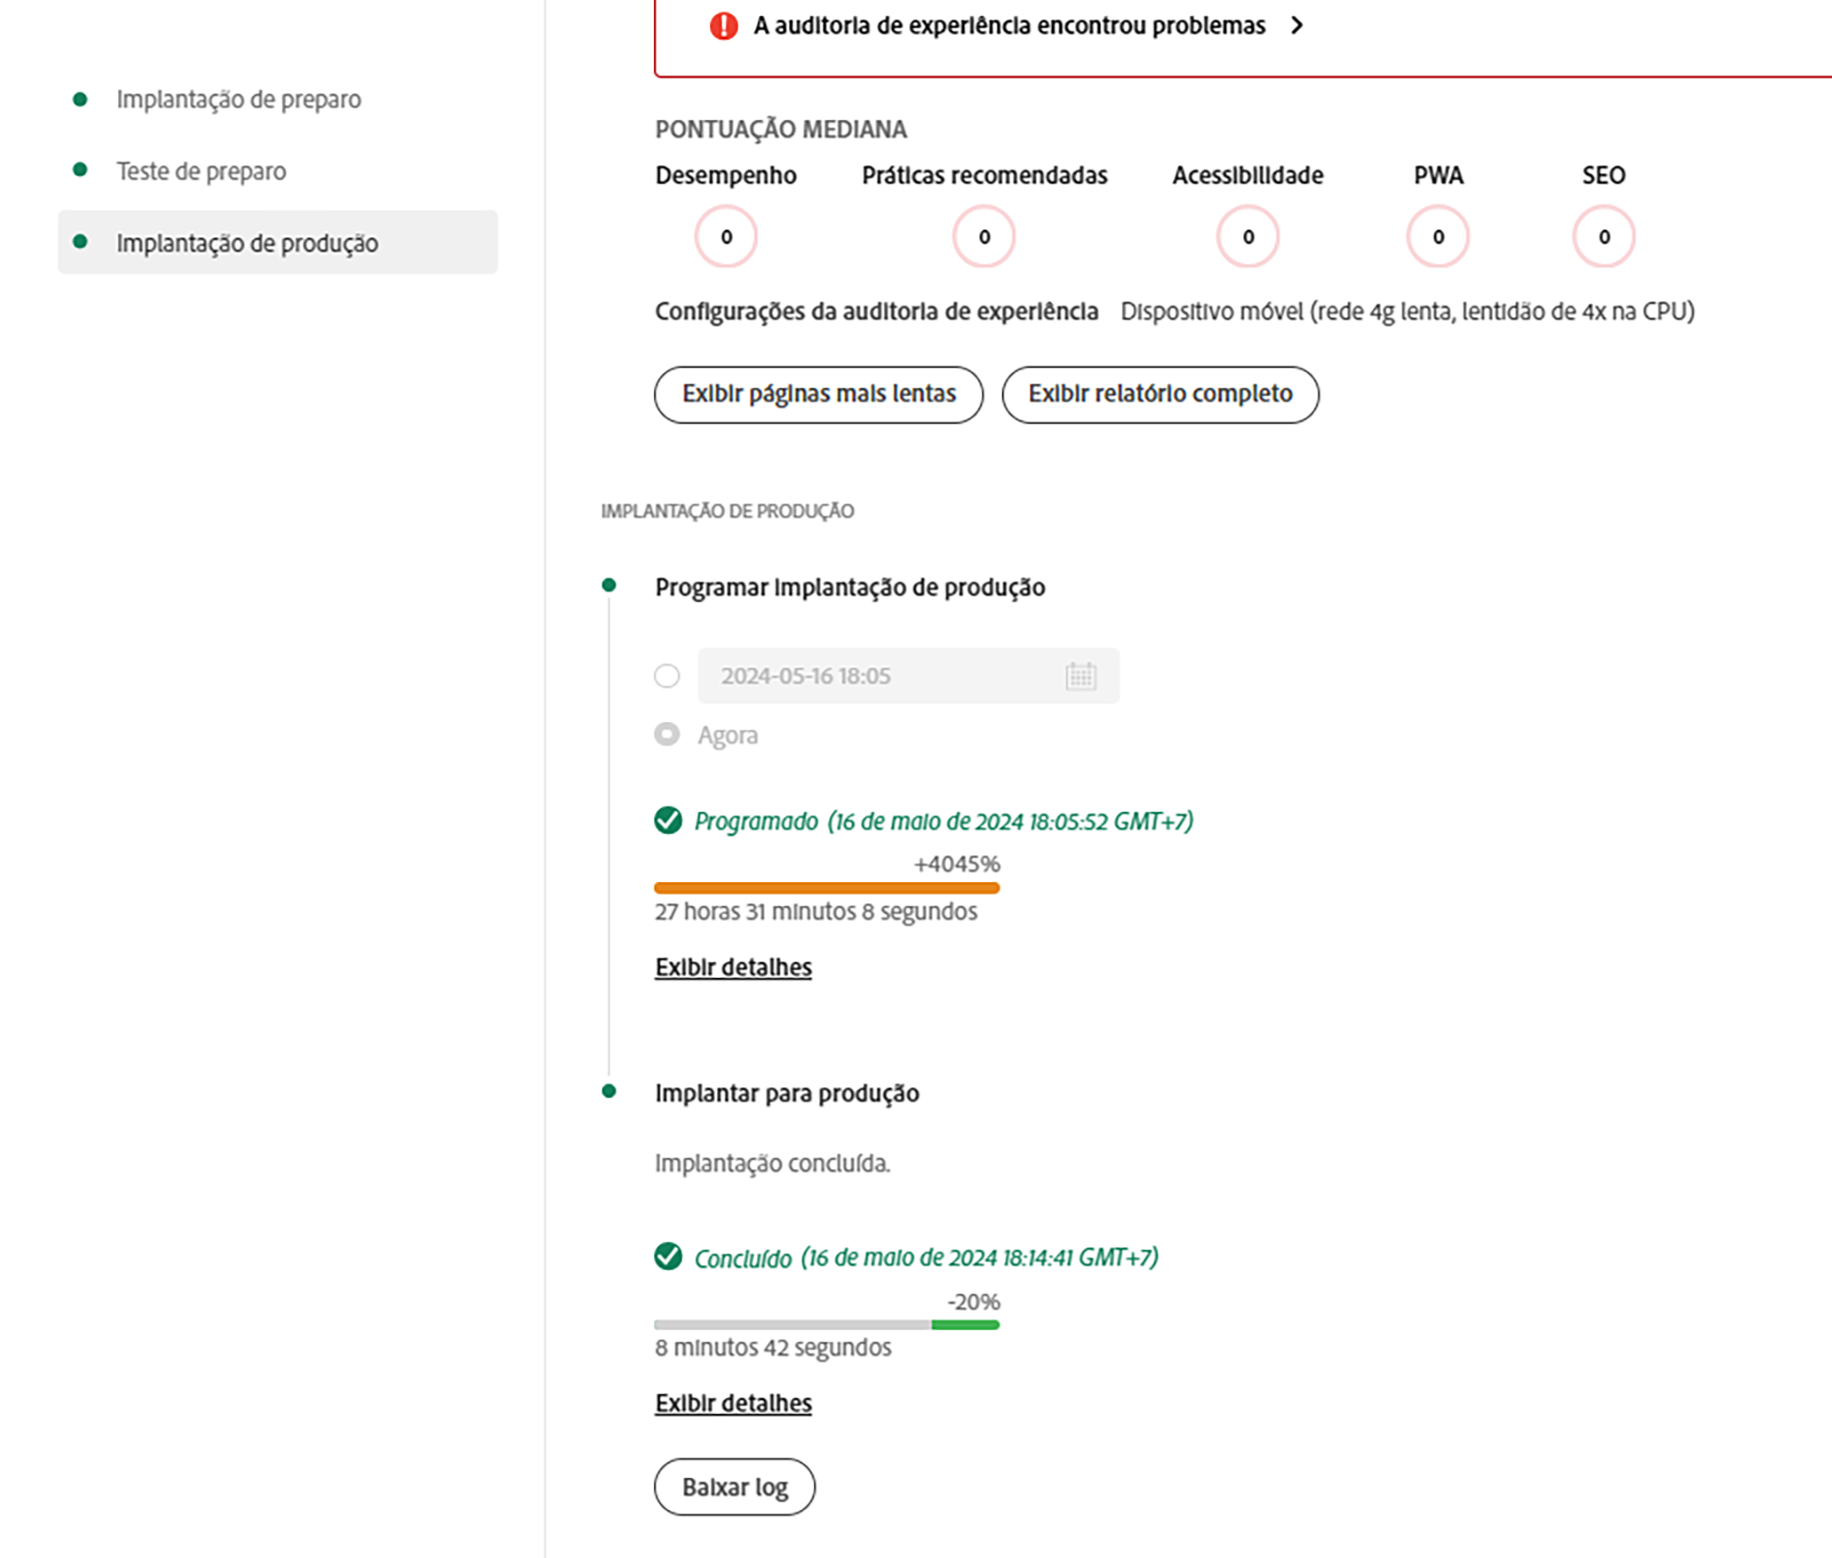 A auditoria de experiência encontrou problemas
Implantação de preparo
Teste de preparo
Implantação de produção
PONTUAÇÃO MEDIANA
Desempenho Práticas recomendadas Acessibilidade PWA SEO
0 0 0 0 0
Configurações da auditoria de experiência Dispositivo móvel (rede 4g lenta, lentidão de 4x na CPU)
Exibir páginas mais lentas Exibir relatório completo
IMPLANTAÇÃO DE PRODUÇÃO
Programar implantação de produção
2024-05-16 18:05
Agora
Programado (16 de maio de 2024 18:05:52 GMT+7)
+4045%
27 horas 31 minutos 8 segundos
Exibir detalhes
Implantar para produção
Implantação concluída.
Concluído (16 de maio de 2024 18:14:41 GMT+7)
-20%
8 minutos 42 segundos
Exibir detalhes
Baixar log